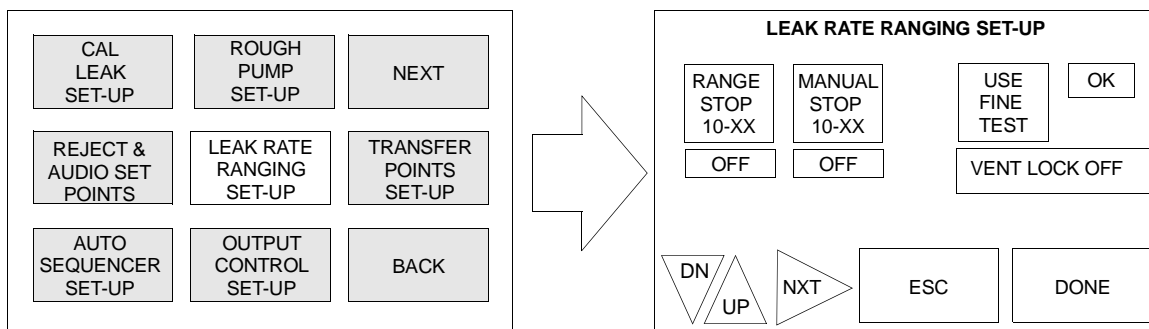 CAL
LEAK
SET-UP
ROUGH
PUMP
SET-UP
NEXT
REJECT &
AUDIO SET
POINTS
LEAK RATE
RANGING
SET-UP
TRANSFER
POINTS
SET-UP
AUTO
SEQUENCER
SET-UP
OUTPUT
CONTROL
SET-UP
BACK
LEAK RATE RANGING SET-UP
RANGE
STOP
10-XX
MANUAL
STOP
10-XX
USE
FINE
TEST
OK
OFF
OFF
VENT LOCK OFF
DN
UP
NXT
ESC
DONE